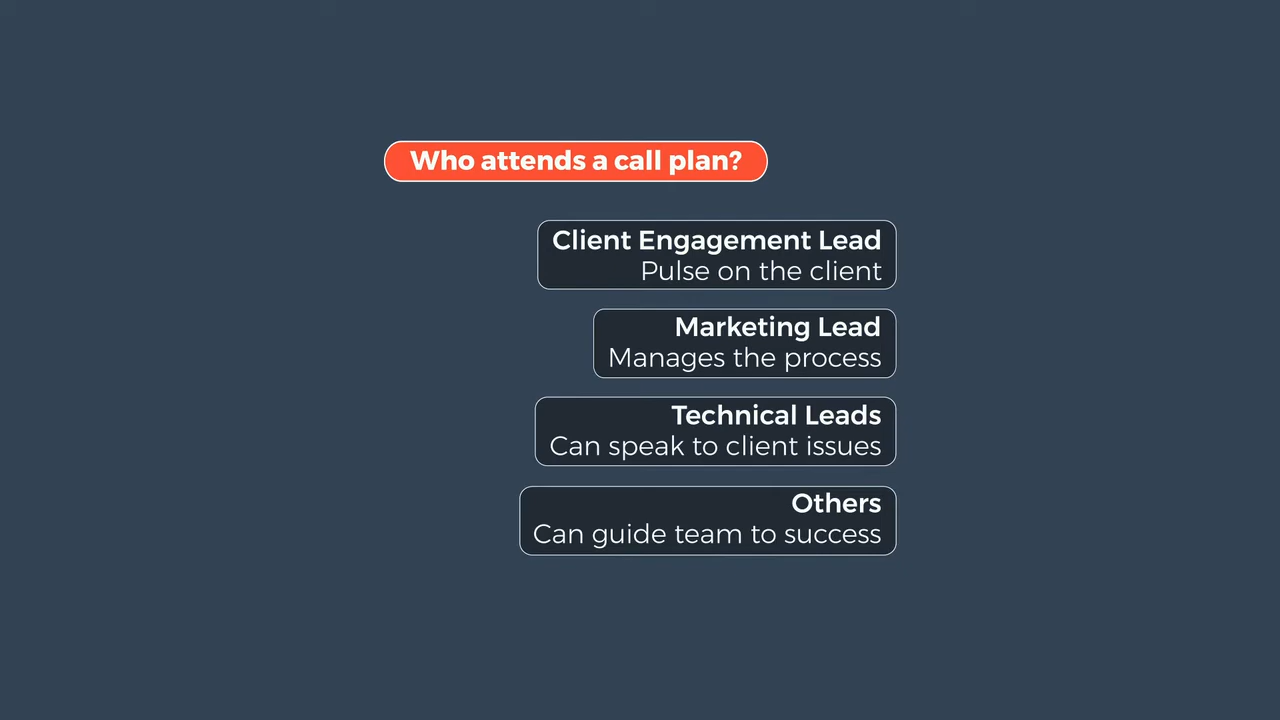 Who attends a call plan?
Client Engagement Lead
Pulse on the client
Marketing Lead
Manages the process
Technical Leads
Can speak to client issues
Others
Can guide team to success